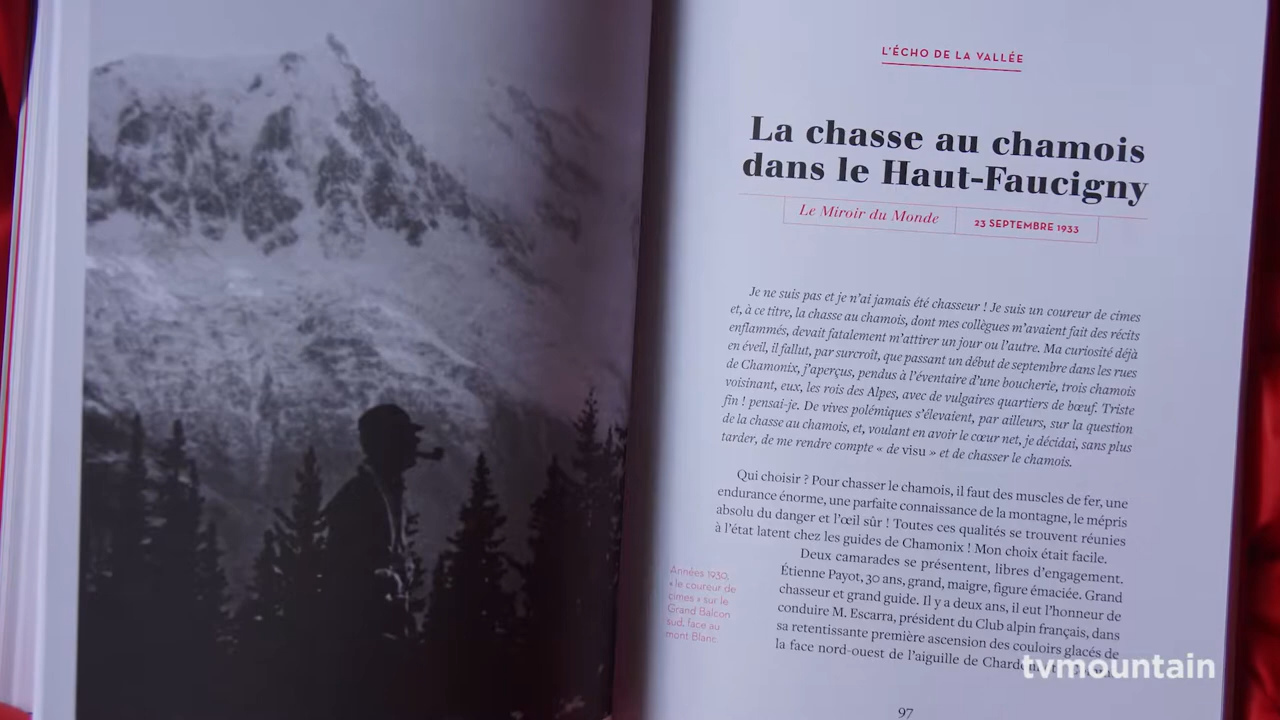 L'ÉCHO DE LA VALLÉE
La chasse au chamois
dans le Haut-Faucigny
Le Miroir du Monde
23 SEPTEMBRE 1933
Je ne suis pas et je n'ai jamais été chasseur ! Je suis un coureur de cimes
et, à ce titre, la chasse au chamois, dont mes collègues m'avaient fait des récits
enflammés, devait fatalement m'attirer un jour ou l'autre. Ma curiosité déjà
en éveil, il fallut, par surcroît, que passant un début de septembre dans les rues
de Chamonix, j'aperçus, pendus à l'éventaire d'une boucherie, trois chamois
voisinant, eux, les rois des Alpes, avec de vulgaires quartiers de bœuf. Triste
fin ! pensai-je. De vives polémiques s'élevaient, par ailleurs, sur la question
de la chasse au chamois, et, voulant en avoir le cœur net, je décidai, sans plus
tarder, de me rendre compte « de visu » et de chasser le chamois.
Qui choisir ? Pour chasser le chamois, il faut des muscles de fer, une
endurance énorme, une parfaite connaissance de la montagne, le mépris
absolu du danger et l'œil sûr ! Toutes ces qualités se trouvent réunies
à l'état latent chez les guides de Chamonix ! Mon choix était facile.
Deux camarades se présentent, libres d'engagement.
Étienne Payot, 30 ans, grand, maigre, figure émaciée. Grand
chasseur et grand guide. Il y a deux ans, il eut l'honneur de
conduire M. Escarra, président du Club alpin français, dans
sa retentissante première ascension des couloirs glacés de
la face nord-ouest de l'aiguille de
Années 1930,
« le coureur de
cimes » sur le
Grand Balcon
sud, face au
mont Blanc.
97
tvmountain